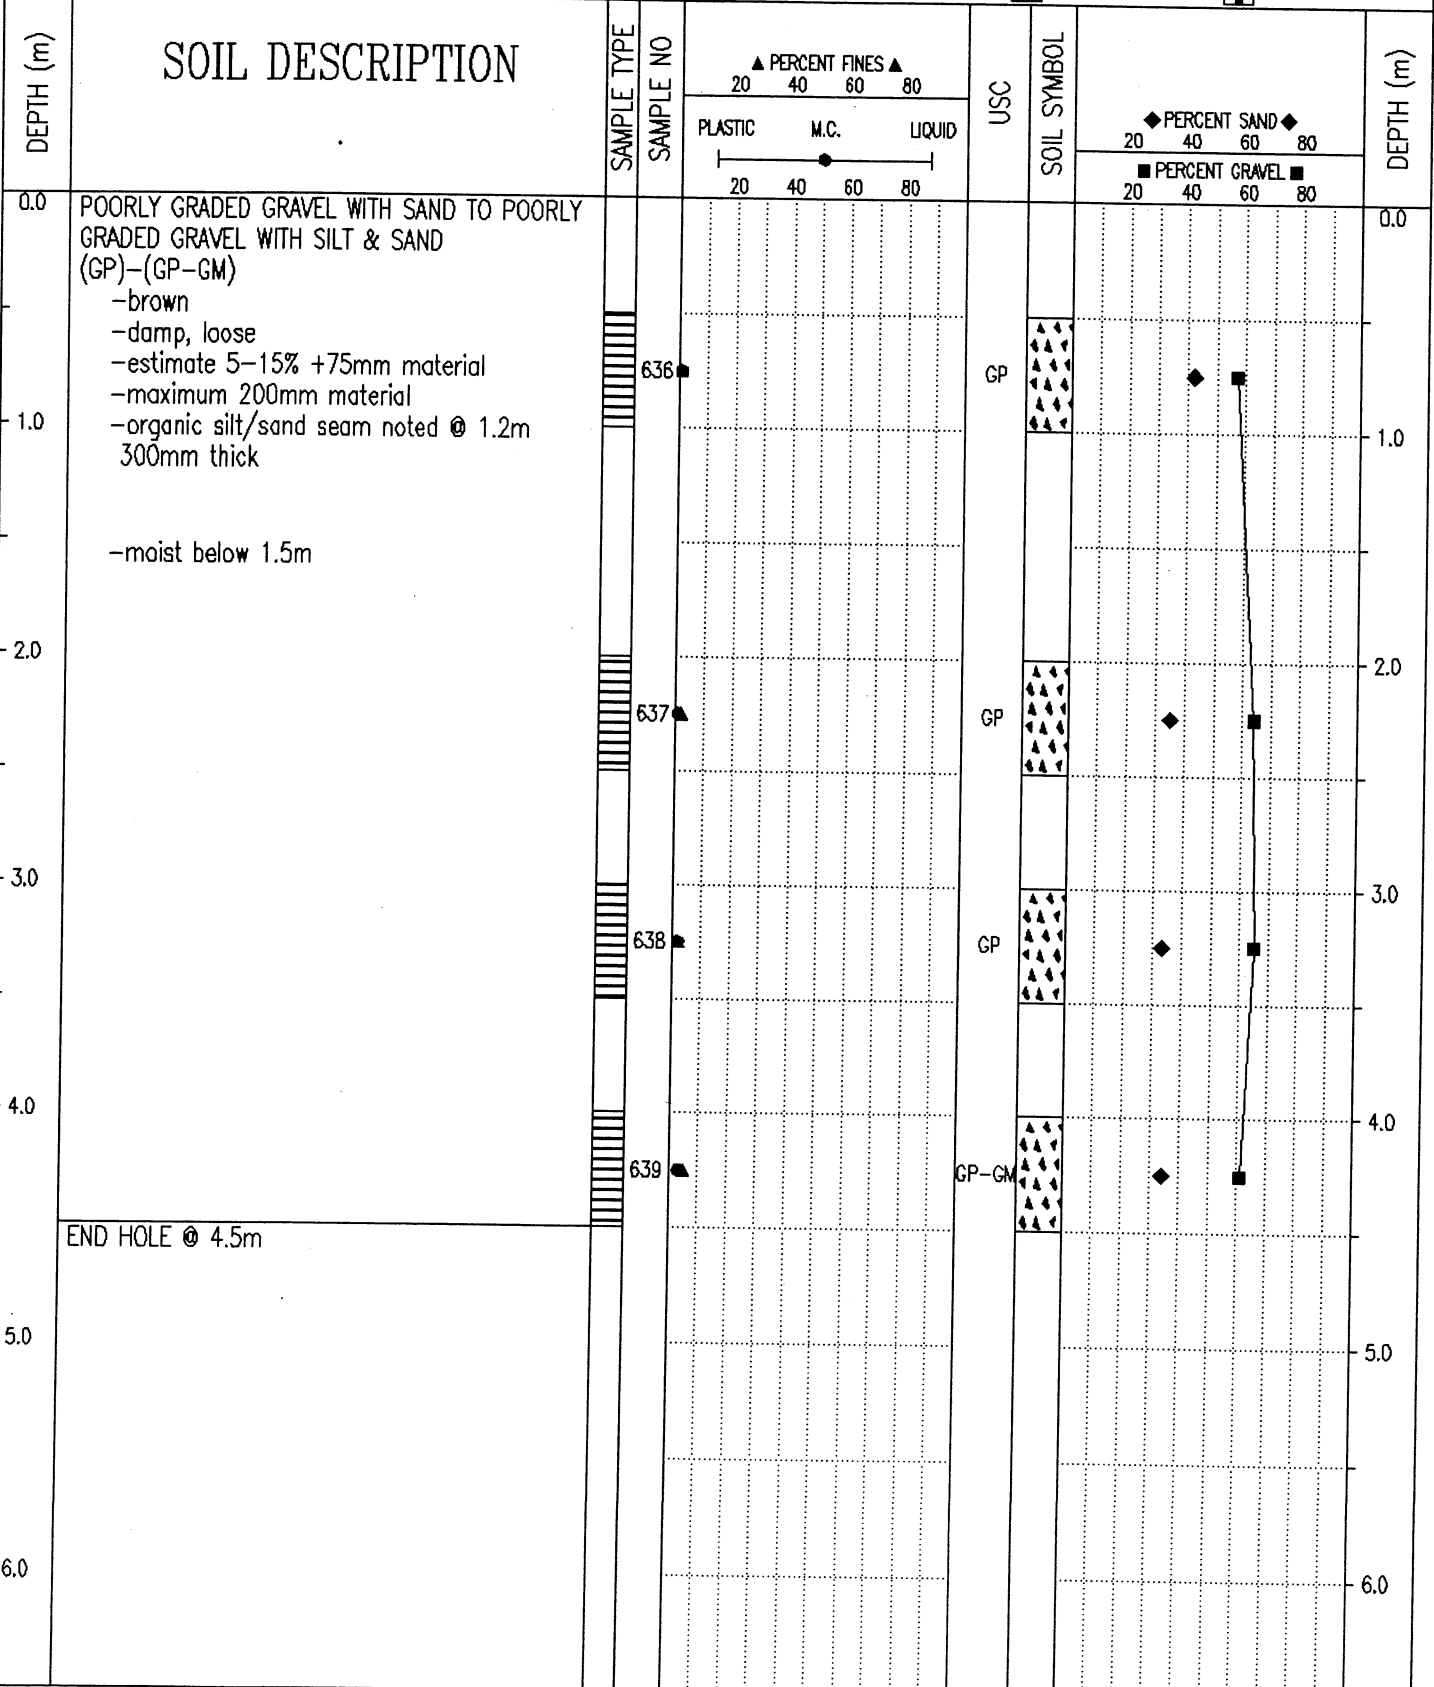 DEPTH (m)
SOIL DESCRIPTION
SAMPLE TYPE
SAMPLE NO
▲ PERCENT FINES ▲
20 40 60 80
PLASTIC M.C. LIQUID
20 40 60 80
USC
SOIL SYMBOL
◆ PERCENT SAND ◆
20 40 60 80
■ PERCENT GRAVEL ■
20 40 60 80
DEPTH (m)
0.0
POORLY GRADED GRAVEL WITH SAND TO POORLY
GRADED GRAVEL WITH SILT & SAND
(GP)-(GP-GM)
-brown
-damp, loose
-estimate 5-15% +75mm material
-maximum 200mm material
-organic silt/sand seam noted @ 1.2m
300mm thick
-moist below 1.5m
END HOLE @ 4.5m
1.0
2.0
3.0
4.0
5.0
6.0
636
637
638
639
GP
GP
GP
GP-GM
0.0
1.0
2.0
3.0
4.0
5.0
6.0